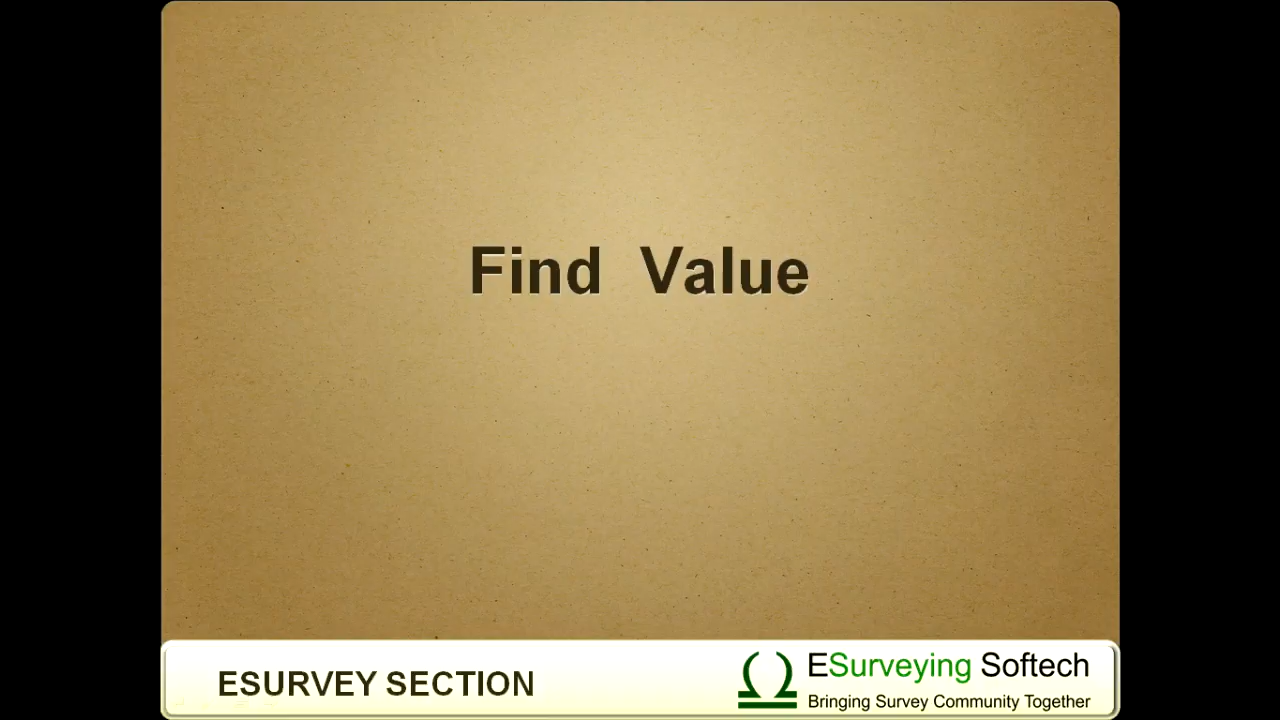 Find Value
ESURVEY SECTION
ESurveying Softech
Bringing Survey Community Together